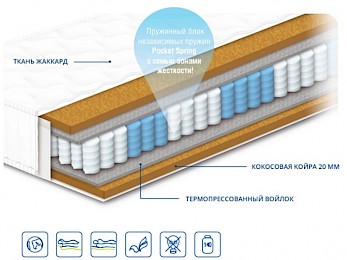 Пружинный блок
независимых пружин
Pocket Spring
с семью зонами
жесткости!
ТКАНЬ ЖАККАРД
КОКОСОВАЯ КОЙРА 20 ММ
ТЕРМОПРЕССОВАННЫЙ ВОЙЛОК